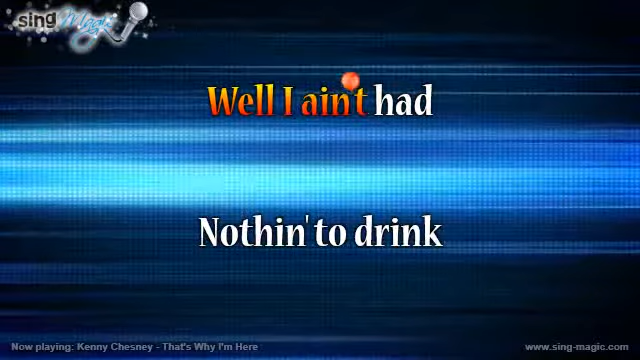 sing
Magic
Well I ain't had
Nothin' to drink
Now playing: Kenny Chesney - That's Why I'm Here
www.sing-magic.com